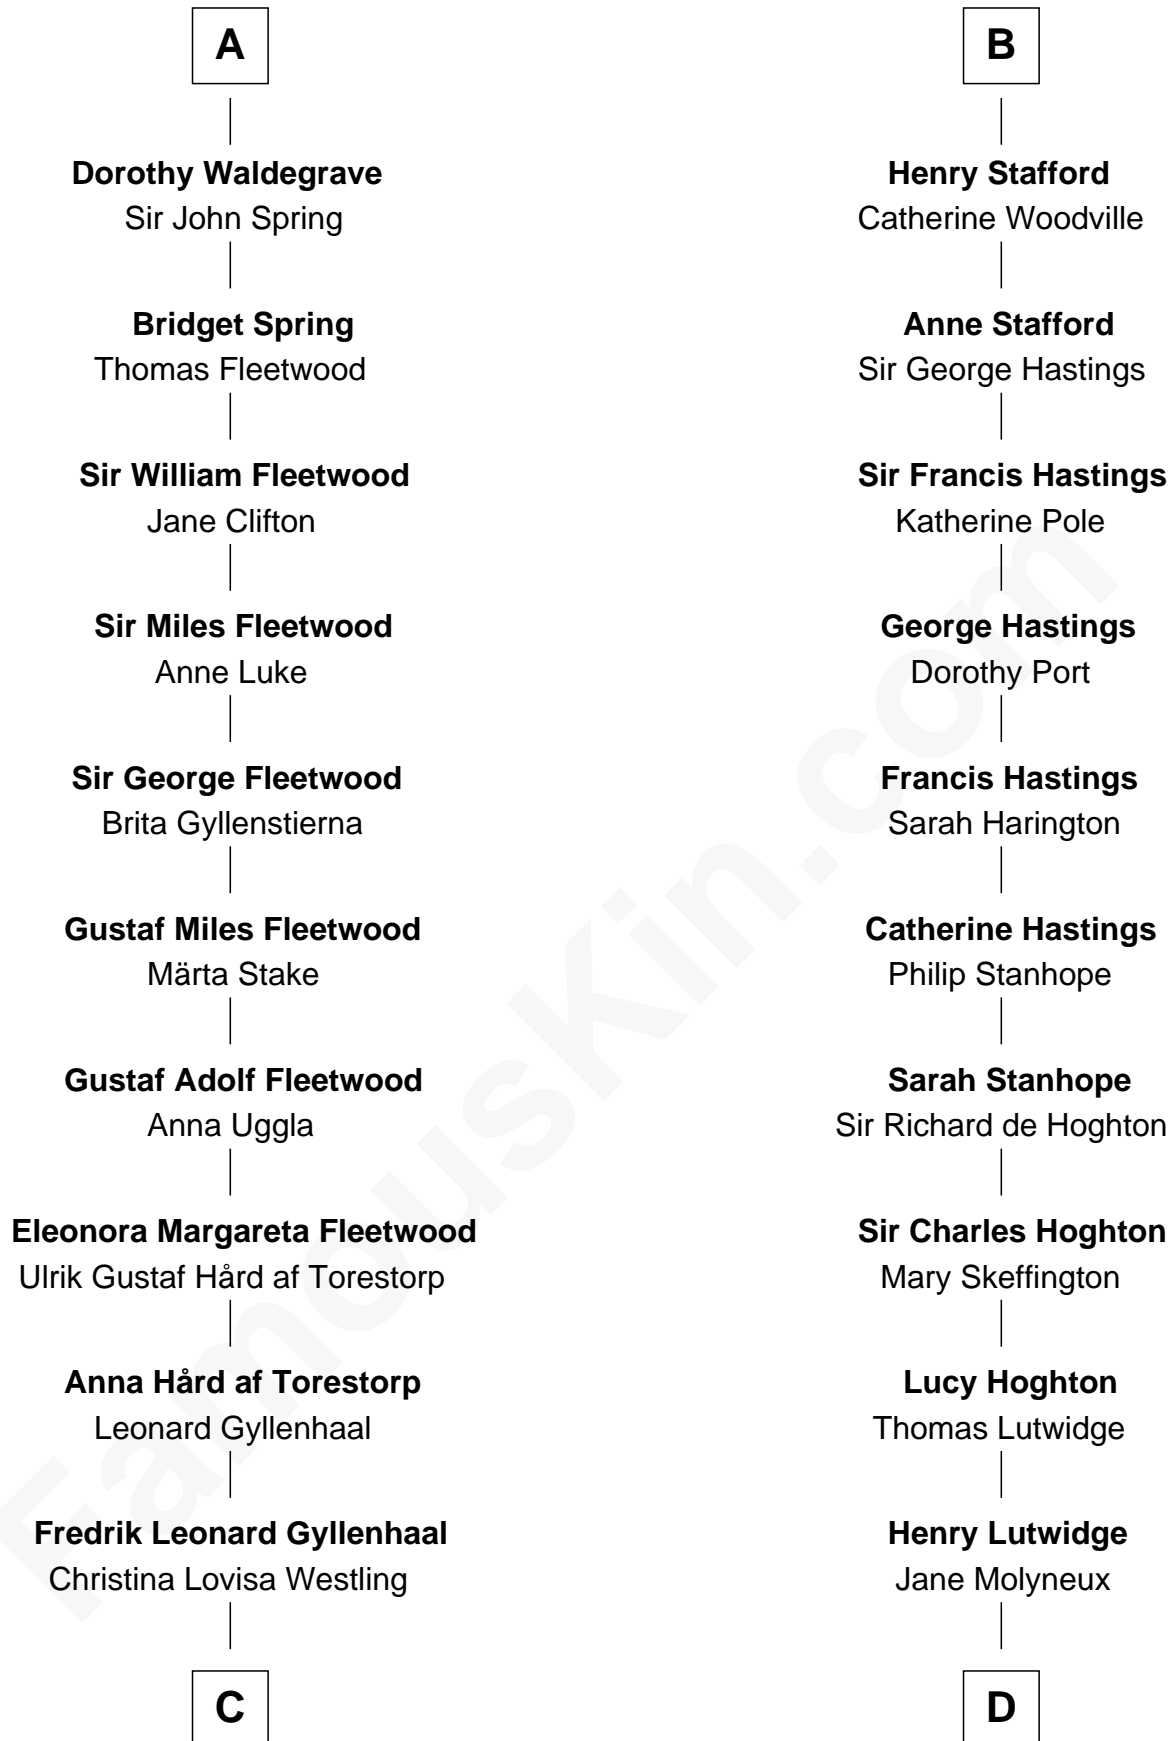 A
Dorothy Waldegrave
Sir John Spring
Bridget Spring
Thomas Fleetwood
Sir William Fleetwood
Jane Clifton
Sir Miles Fleetwood
Anne Luke
Sir George Fleetwood
Brita Gyllenstierna
Gustaf Miles Fleetwood
Märta Stake
Gustaf Adolf Fleetwood
Anna Uggla
Eleonora Margareta Fleetwood
Ulrik Gustaf Hård af Torestorp
Anna Hård af Torestorp
Leonard Gyllenhaal
Fredrik Leonard Gyllenhaal
Christina Lovisa Westling
C
B
Henry Stafford
Catherine Woodville
Anne Stafford
Sir George Hastings
Sir Francis Hastings
Katherine Pole
George Hastings
Dorothy Port
Francis Hastings
Sarah Harington
Catherine Hastings
Philip Stanhope
Sarah Stanhope
Sir Richard de Hoghton
Sir Charles Hoghton
Mary Skeffington
Lucy Hoghton
Thomas Lutwidge
Henry Lutwidge
Jane Molyneux
D
FamousKin.com